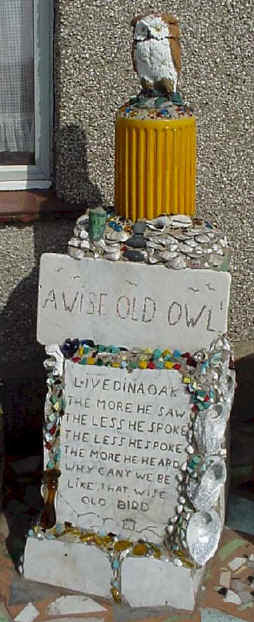 A WISE OLD OWL
LIVED IN A OAK
THE MORE HE SAW
THE LESS HE SPOKE
THE LESS HE SPOKE
THE MORE HE HEARD
WHY CANT WE BE
LIKE THAT WISE
OLD BIRD